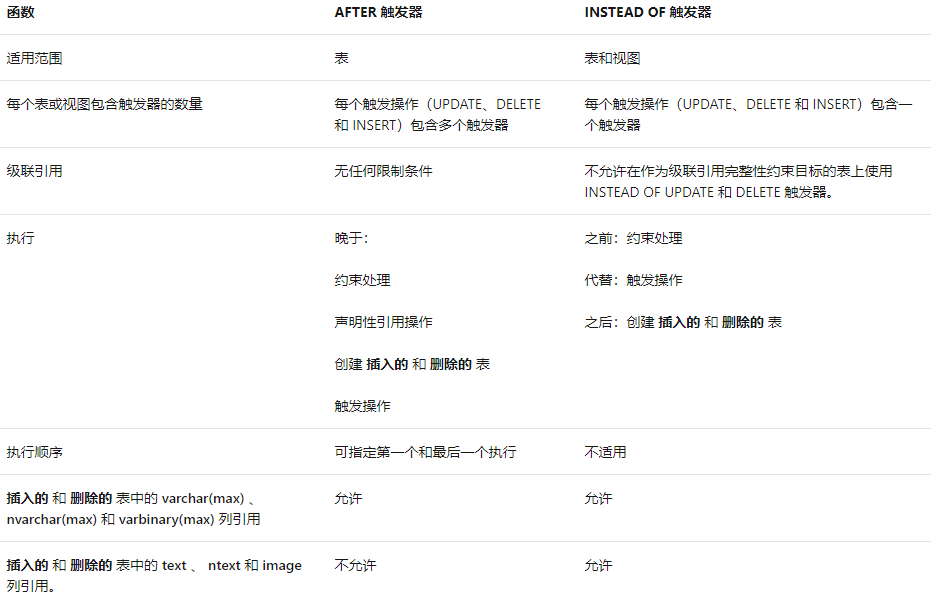 函数 AFTER 触发器 INSTEAD OF 触发器
适用范围 表 表和视图
每个表或视图包含触发器的数量 每个触发操作（UPDATE、DELETE 每个触发操作（UPDATE、DELETE 和 INSERT）包含一
和 INSERT）包含多个触发器 个触发器
级联引用 无任何限制条件 不允许在作为级联引用完整性约束目标的表上使用
INSTEAD OF UPDATE 和 DELETE 触发器。
执行 晚于： 之前：约束处理
约束处理 代替：触发操作
声明性引用操作 之后：创建 插入的 和 删除的 表
创建 插入的 和 删除的 表
触发操作
执行顺序 可指定第一个和最后一个执行 不适用
插入的 和 删除的 表中的 varchar(max) 、 允许 允许
nvarchar(max) 和 varbinary(max) 列引用
插入的 和 删除的 表中的 text 、 ntext 和 image 不允许 允许
列引用。